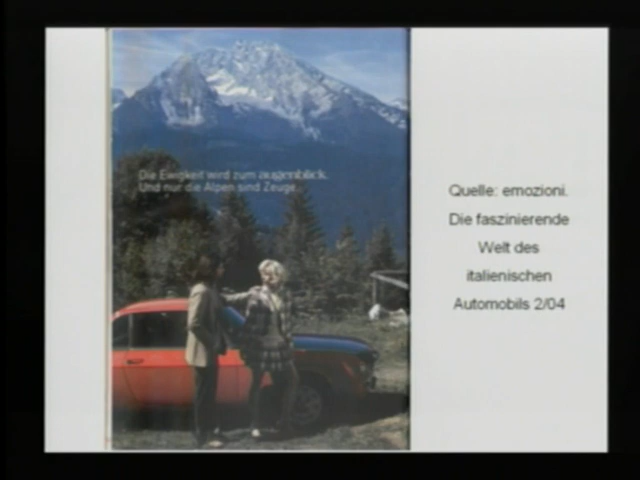 Die Ewigkeit wird zum augenblick.
Und nur die Alpen sind Zeuge.
Quelle: emozioni.
Die faszinierende
Welt des
italienischen
Automobils 2/04